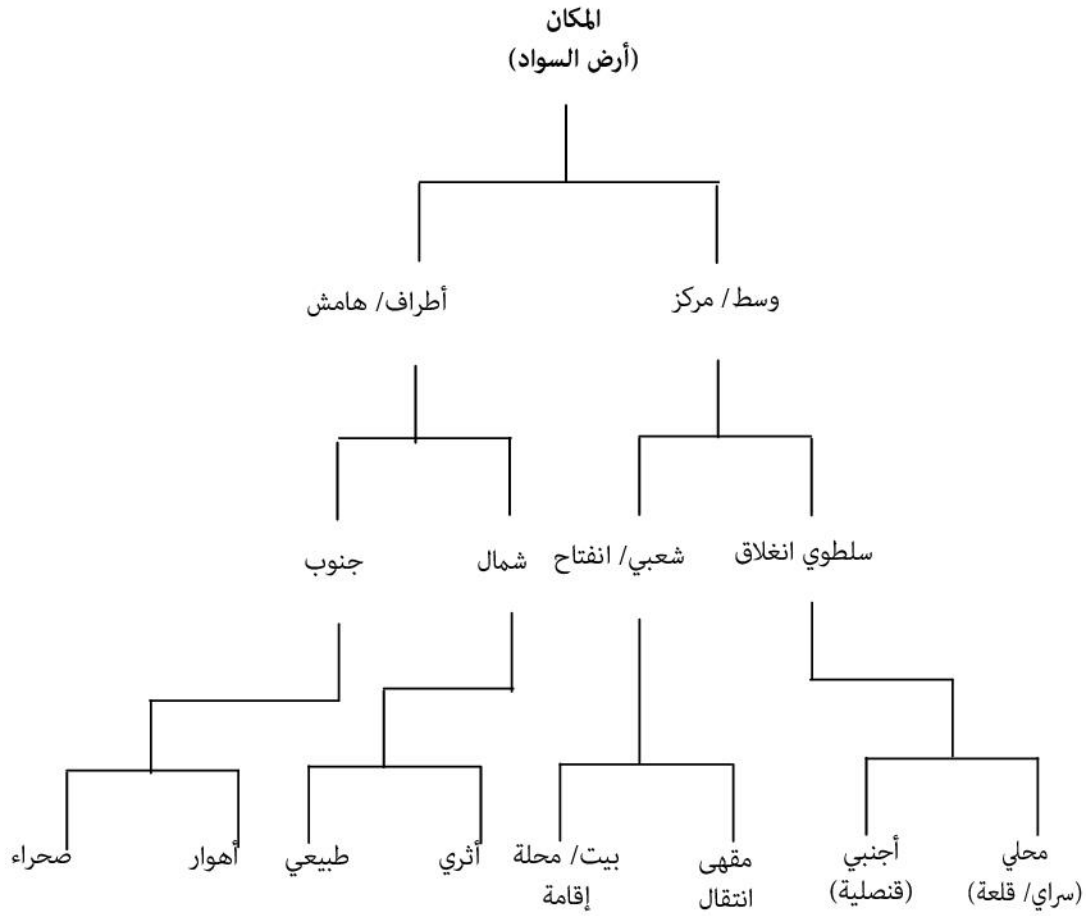 المكان
(أرض السواد)
وسط/ مركز
أطراف/ هامش
سلطوي انغلاق
شعبي/ انفتاح
شمال
جنوب
محلي
(سراي/ قلعة)
أجنبي
(قنصلية)
مقهى
انتقال
بيت/ محلة
إقامة
أثري
طبيعي
أهوار
صحراء